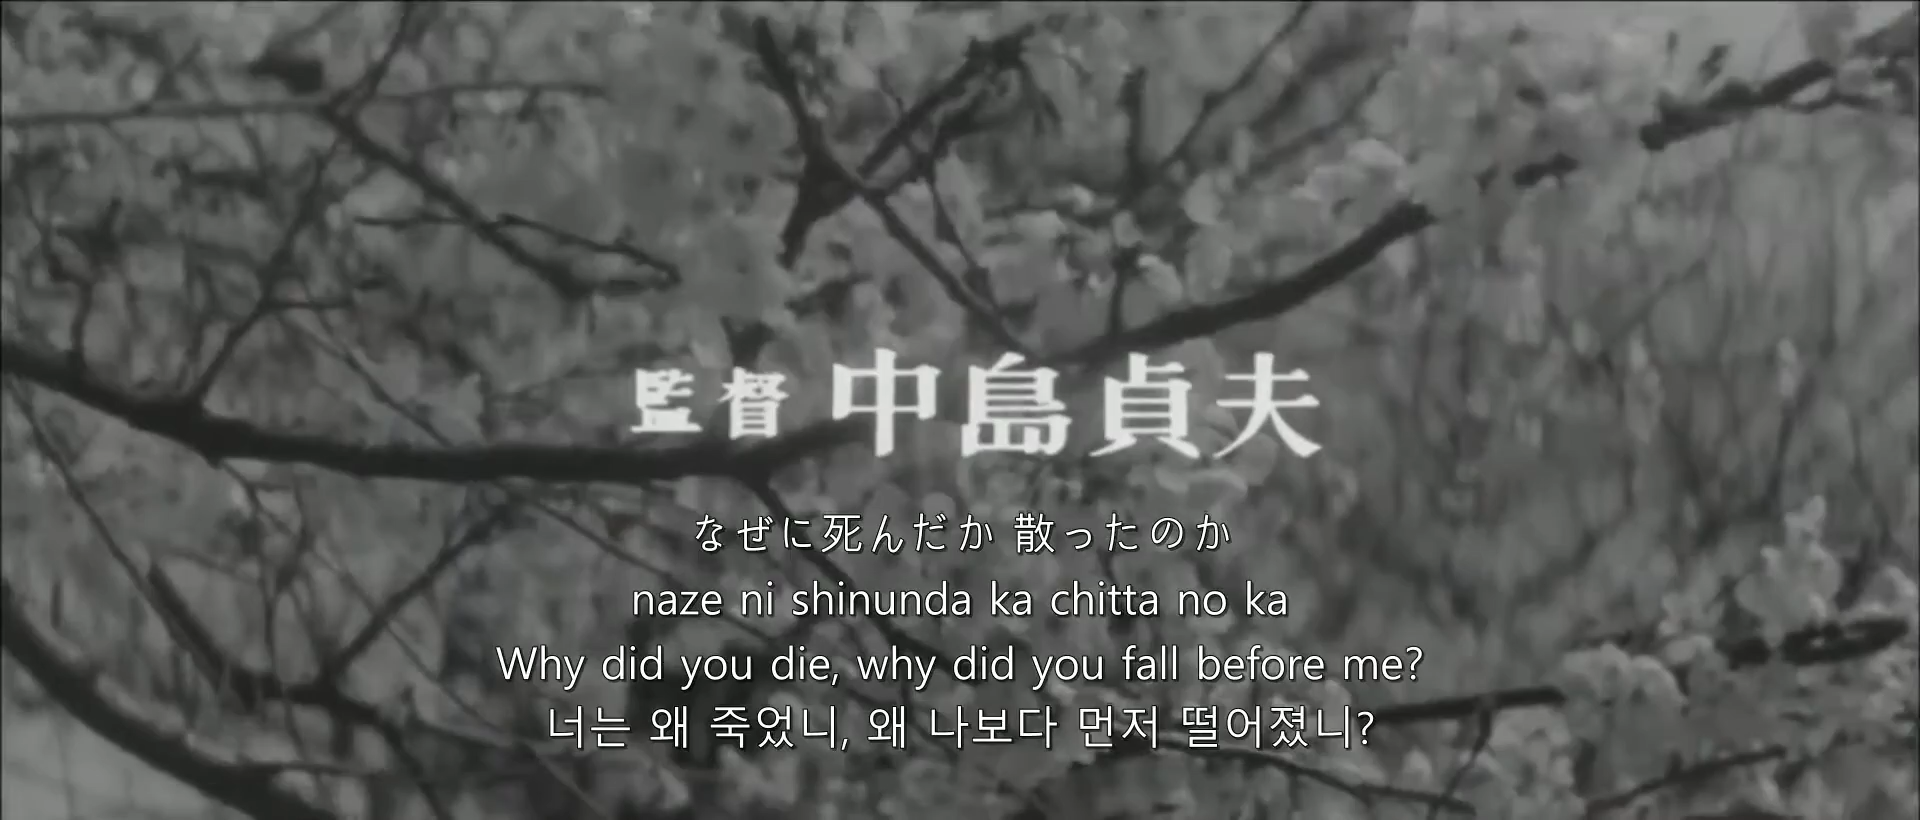 監督 中島貞夫
なぜに死んだか 散ったのか
naze ni shinunda ka chitta no ka
Why did you die, why did you fall before me?
너는 왜 죽었니, 왜 나보다 먼저 떨어졌니?